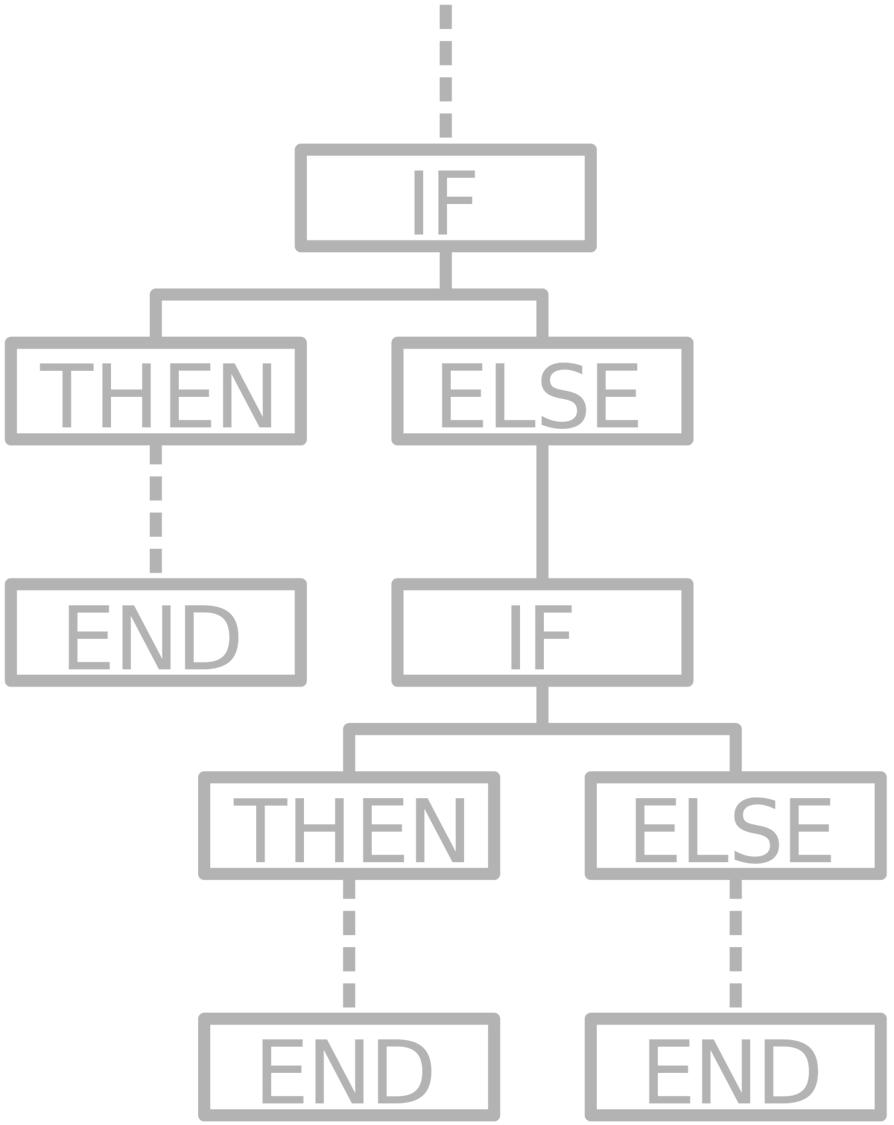 IF
THEN
ELSE
END
IF
THEN
ELSE
END
END